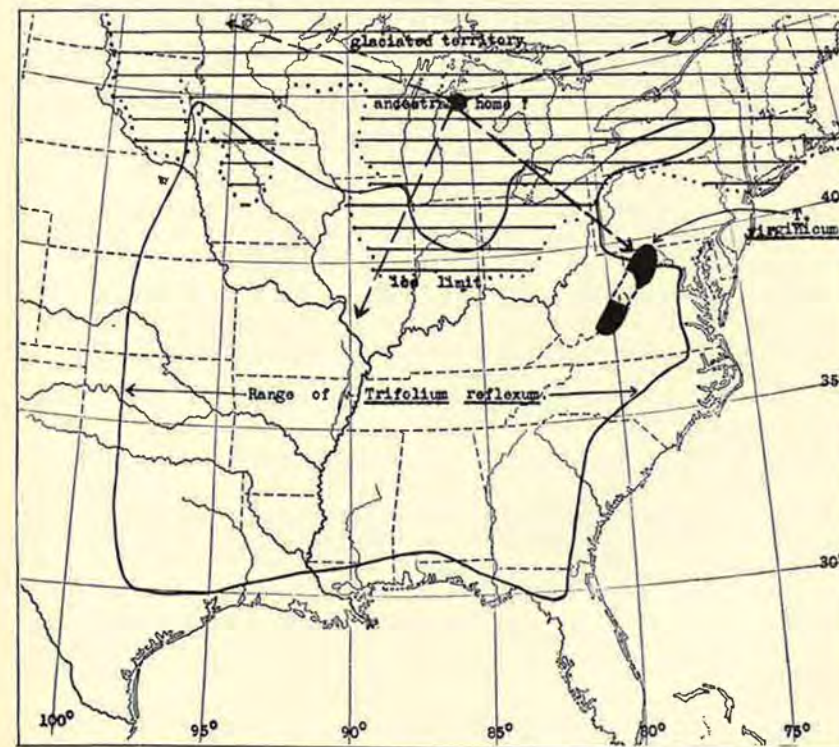 glaciated territory
ancestral home ?
40
T.
virginicum
ice limit
35
Range of Trifolium reflexum
30
100°
95°
90°
85°
80°
75°